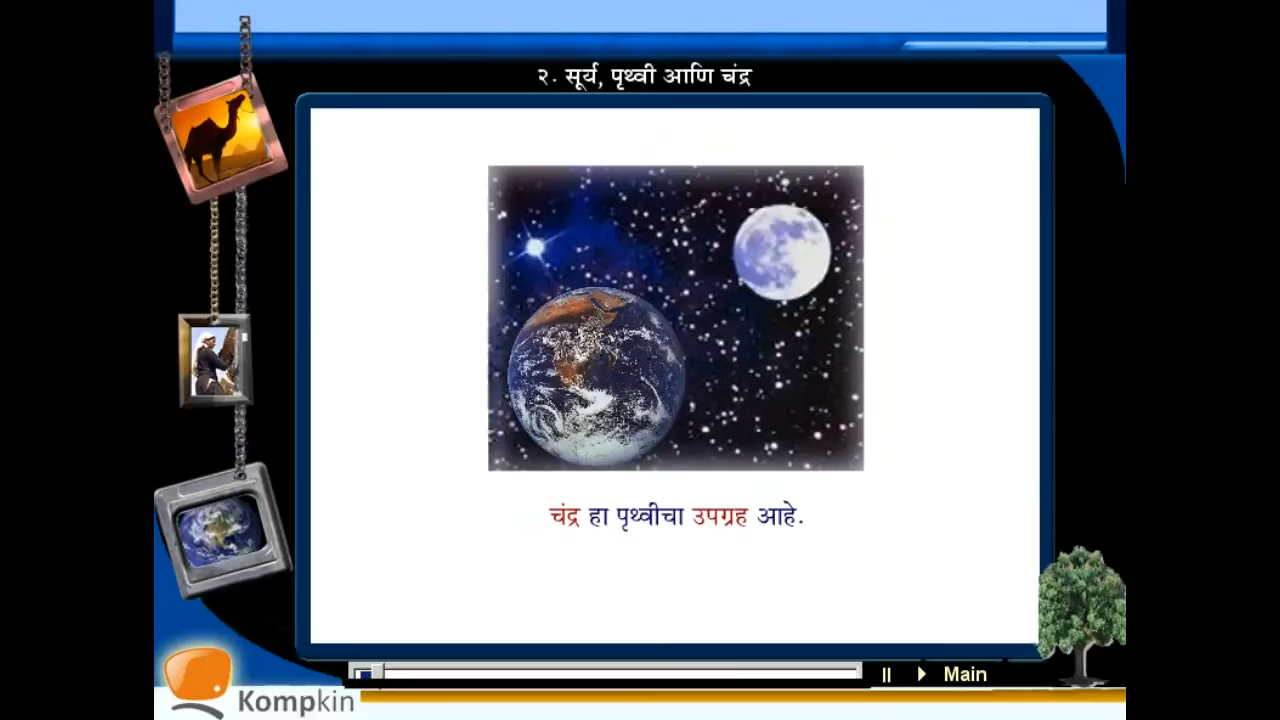 २. सूर्य, पृथ्वी आणि चंद्र
चंद्र हा पृथ्वीचा उपग्रह आहे.
Main
Kompkin